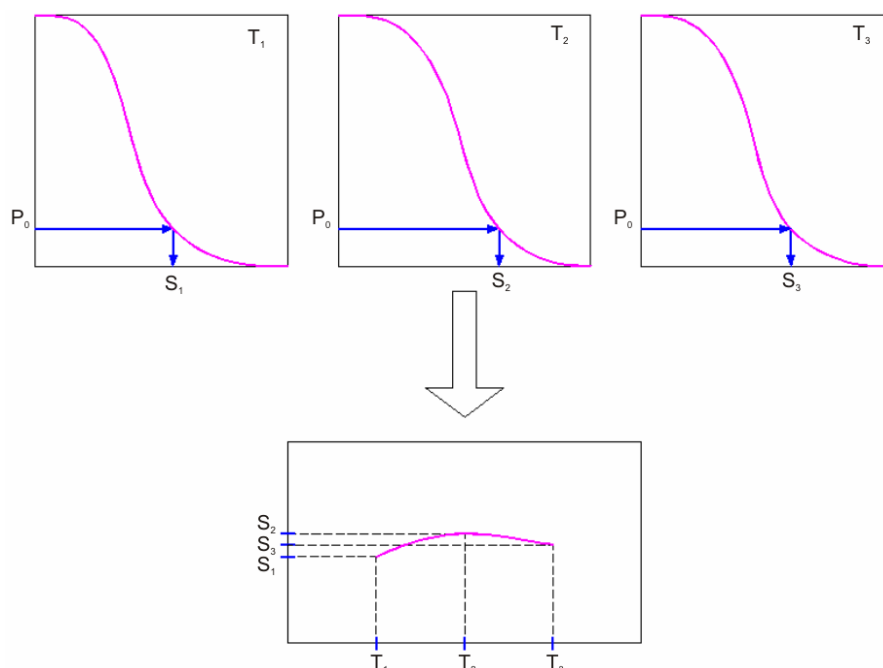 T₁
T₂
T₃
P₀
P₀
P₀
S₁
S₂
S₃
S₂
S₃
S₁
T₁
T₂
T₃